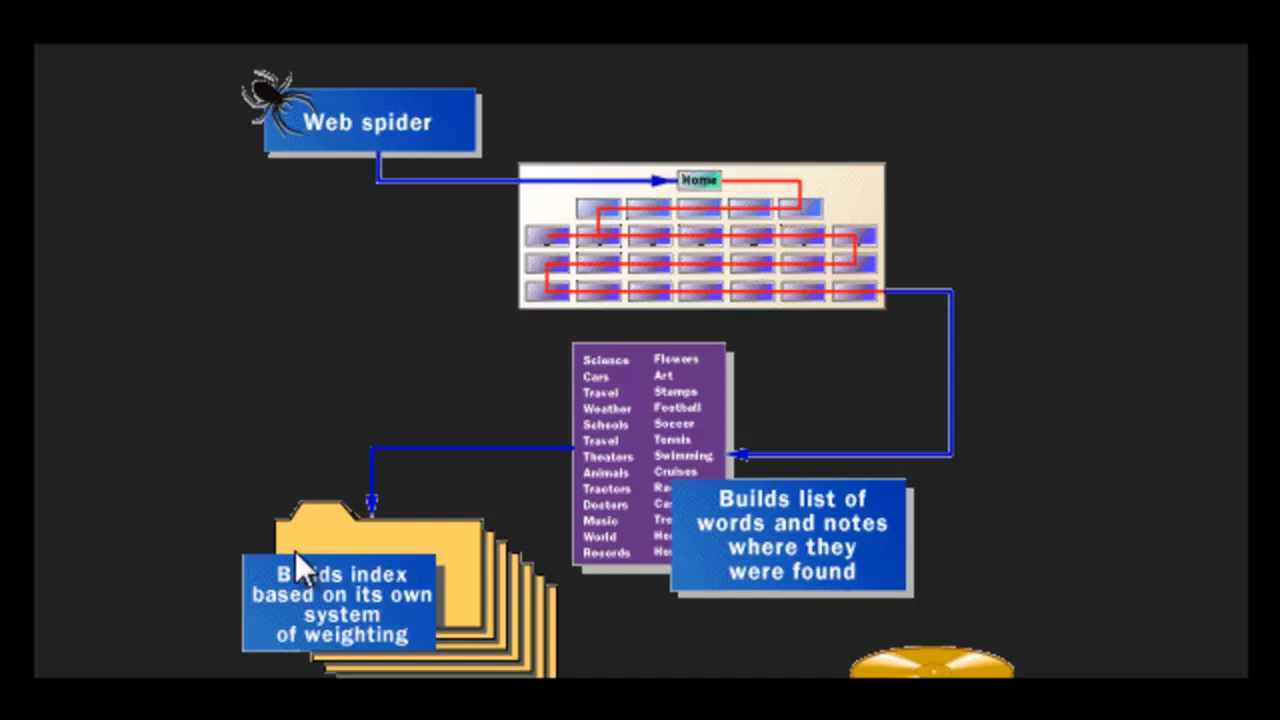 Web spider
Home
Science Flowers
Cars Art
Travel Stamps
Weather Football
Schools Soccer
Travel Tennis
Theaters Swimming
Animals Cruises
Tractors
Doctors
Music
World
Records
Builds list of
words and notes
where they
were found
index
based on its own
system
of weighting